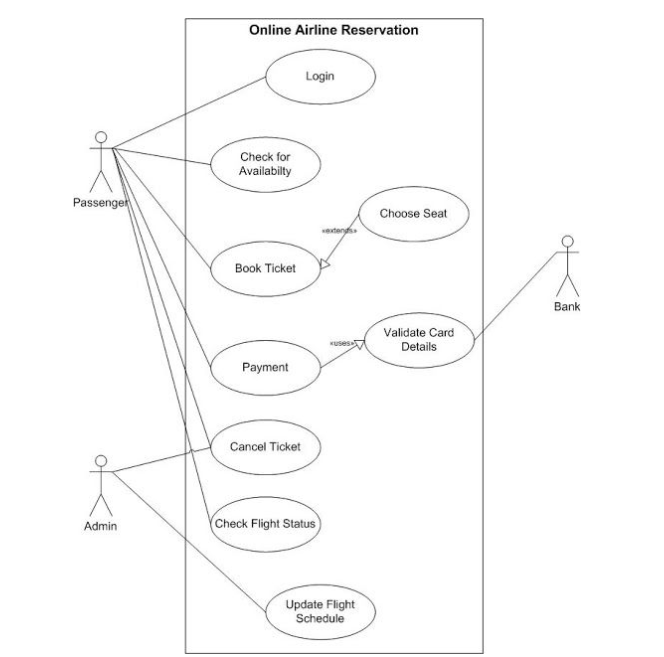 Online Airline Reservation
Login
Check for
Availabilty
Passenger
Choose Seat
«extends»
Book Ticket
Bank
Validate Card
Details
«uses»
Payment
Cancel Ticket
Admin
Check Flight Status
Update Flight
Schedule